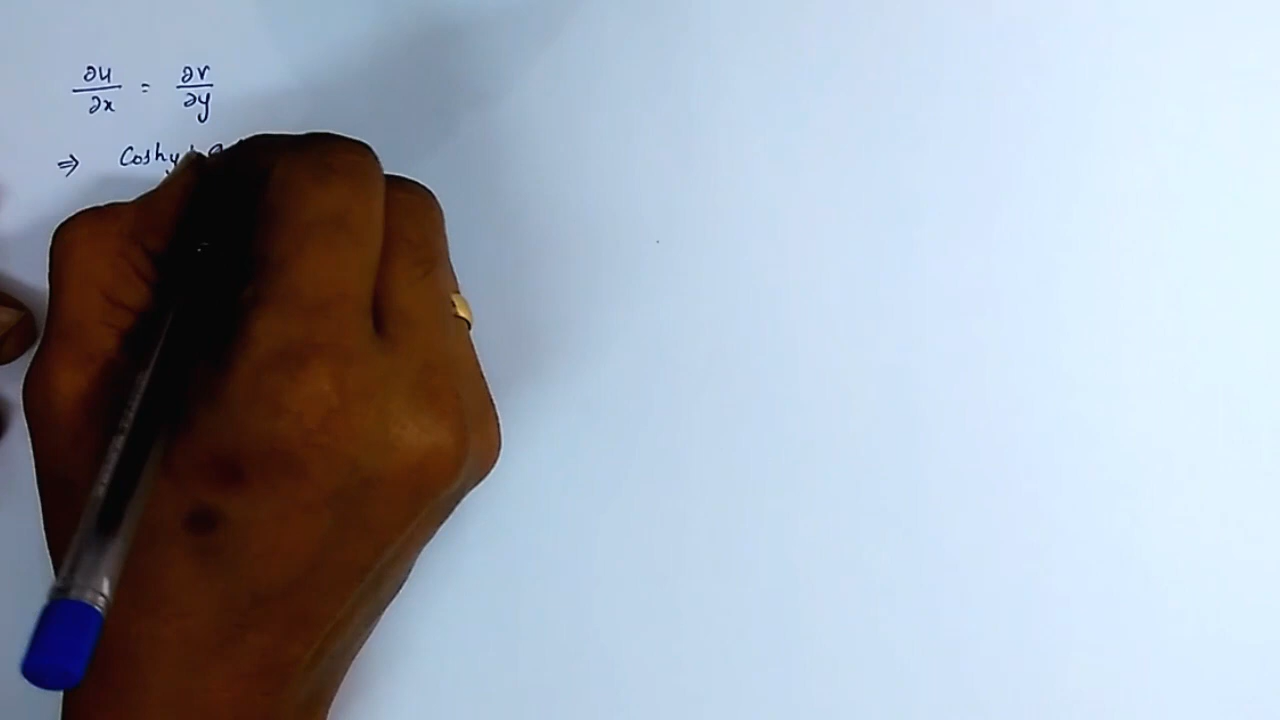 ∂u/∂x = ∂v/∂y
⇒ Coshy